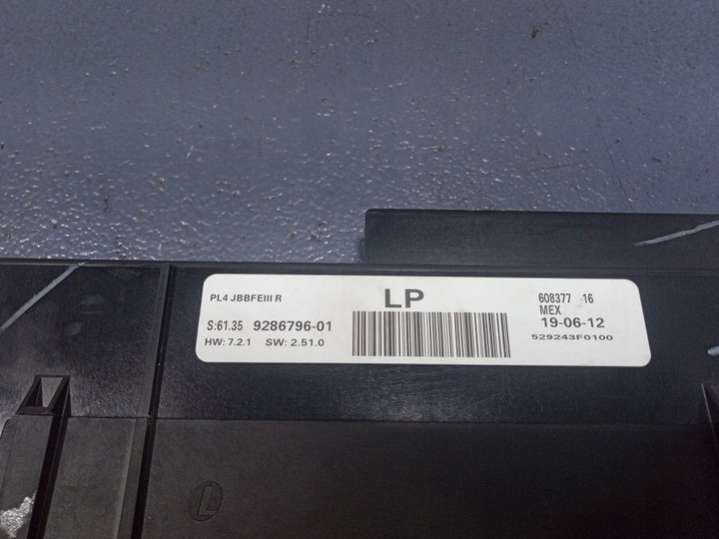 PL4 JBBFEIII R
LP
608377 16
MEX
S:61.35 9286796-01
19-06-12
HW: 7.2.1 SW: 2.51.0
529243F0100
L